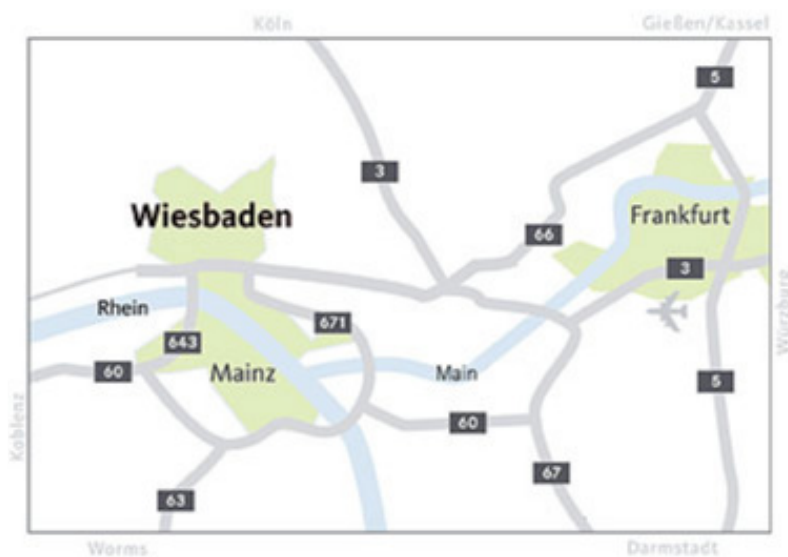 Köln
Gießen/Kassel
5
3
Wiesbaden
Frankfurt
66
3
Rhein
671
643
Würzburg
60
Mainz
Main
5
Koblenz
60
67
63
Worms
Darmstadt